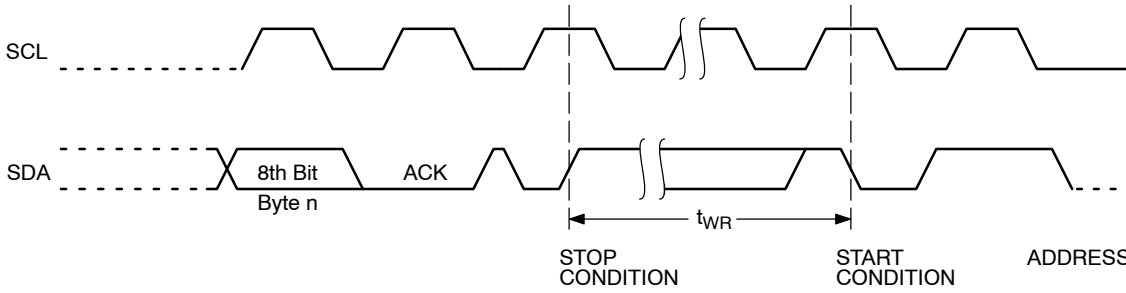 SCL
SDA
8th Bit
Byte n
ACK
tWR
STOP
CONDITION
START
CONDITION
ADDRESS